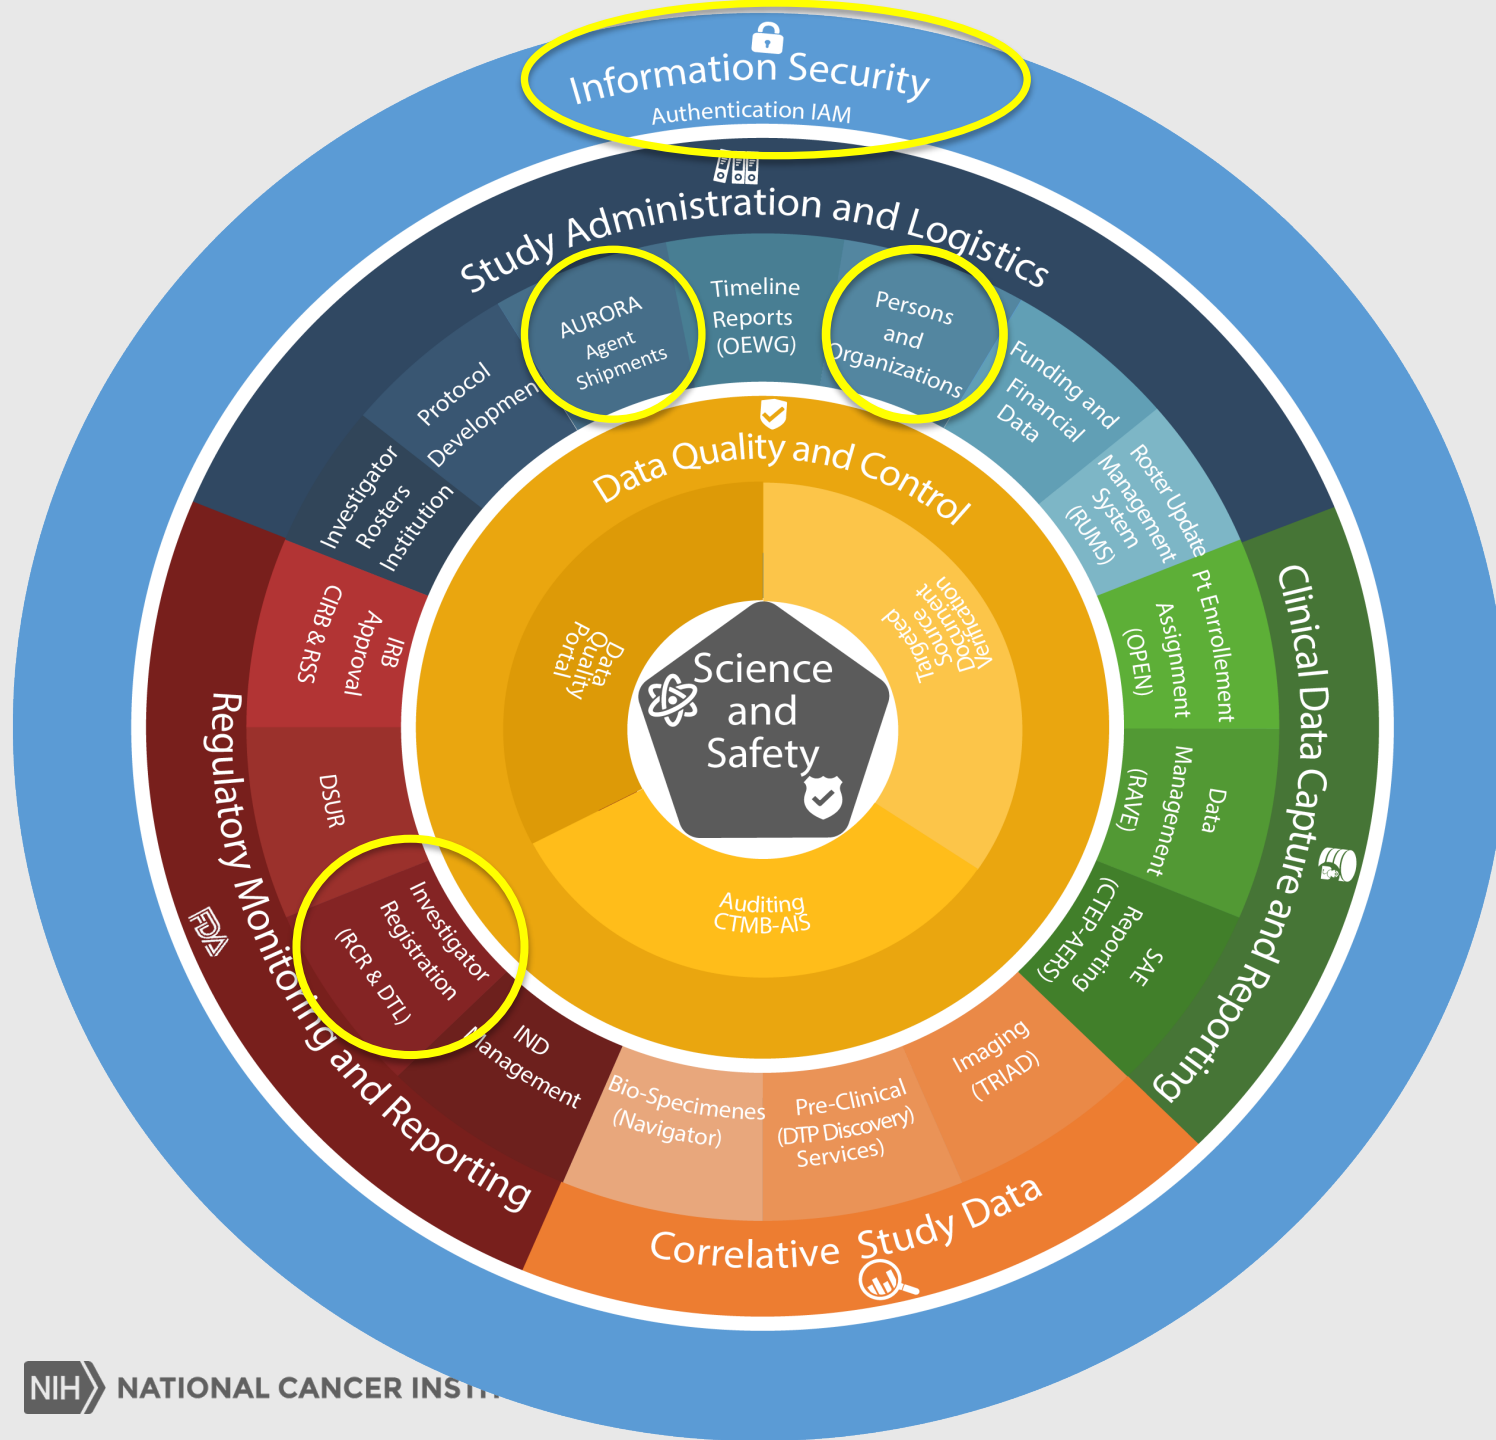 Information Security
Authentication IAM
Study Administration and Logistics
Investigator
Rosters
Institution
Protocol
Developmen
AURORA
Agent
Shipments
Timeline
Reports
(OEWG)
Persons
and
Organizations
Funding and
Financial
Data
Roster Update
Management
System
(RUMS)
Clinical Data Capture and Reporting
Pt Enrrollement
Assignment
(OPEN)
Data
Management
(RAVE)
SAE
Reporting
(CTEP-AERS)
Correlative Study Data
Imaging
(TRIAD)
Pre-Clinical
(DTP Discovery)
Services)
Bio-Specimenes
(Navigator)
Regulatory Monitoring and Reporting
FDA
IND
Management
Investigator
Registration
(RCR & DTL)
DSUR
IRB
Approval
CIRB & RSS
Data Quality and Control
Data
Quality
Portal
Targeted
Source
Document
Verification
Auditing
CTMB-AIS
Science
and
Safety
NIH NATIONAL CANCER INSTI